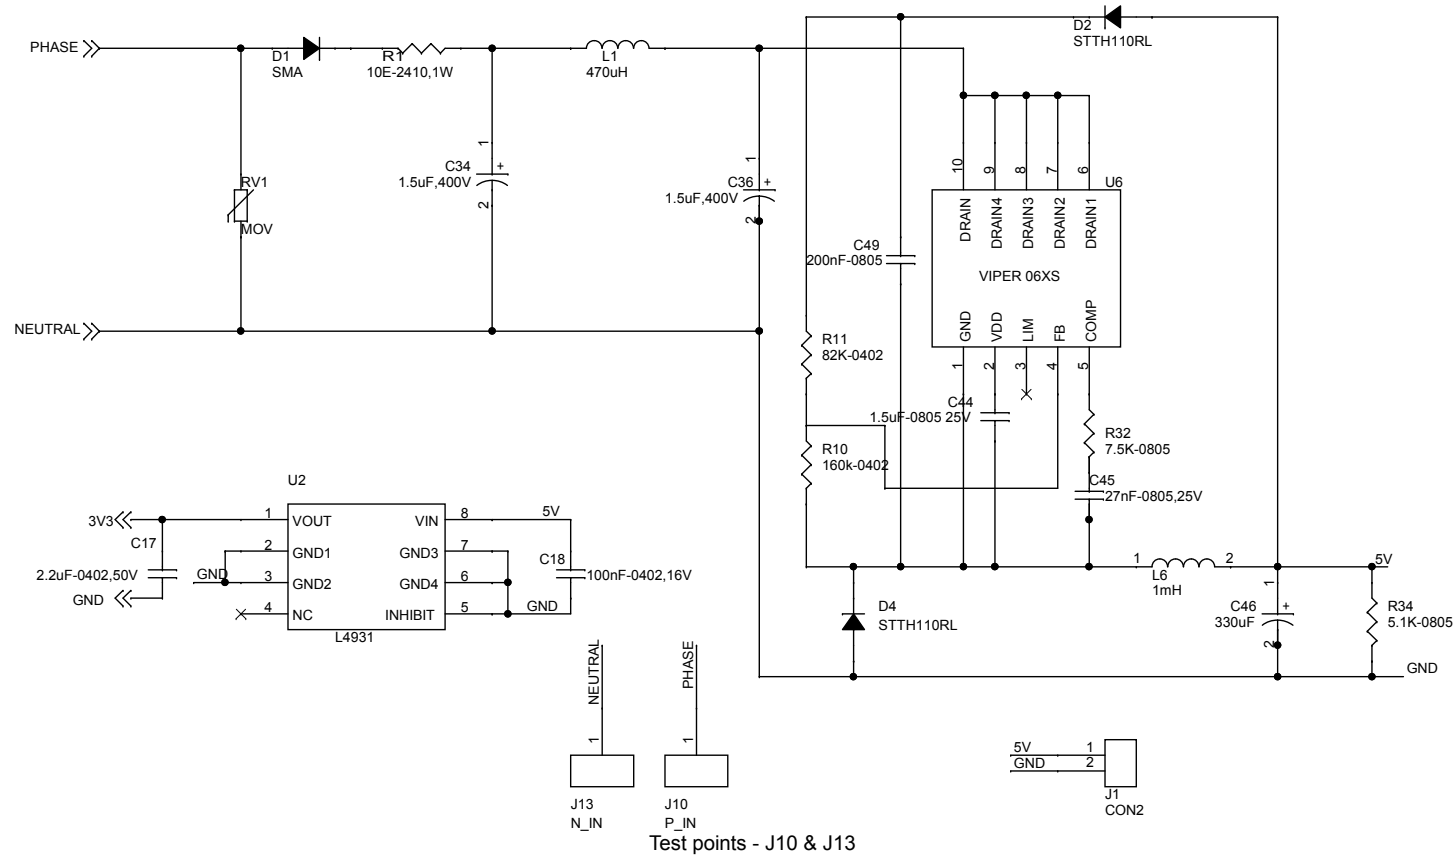 D2
STTH110RL
PHASE
D1
SMA
R1
10E-2410,1W
L1
470uH
1
C34
+
1.5uF,400V
2
1
C36
+
1.5uF,400V
2
RV1
MOV
10
9
8
7
6
U6
DRAIN
DRAIN4
DRAIN3
DRAIN2
DRAIN1
C49
200nF-0805
VIPER 06XS
GND
VDD
LIM
FB
COMP
NEUTRAL
R11
82K-0402
1
2
3
4
5
C44
1.5uF-0805 25V
R32
7.5K-0805
R10
160k-0402
C45
27nF-0805,25V
U2
3V3
1
VOUT
VIN
8
5V
C17
2
GND1
GND3
7
C18
2.2uF-0402,50V
GND
3
GND2
GND4
6
100nF-0402,16V
GND
4
NC
INHIBIT
5
GND
L4931
1
2
5V
L6
1mH
1
D4
STTH110RL
C46
+
330uF
2
R34
5.1K-0805
GND
NEUTRAL
PHASE
1
1
5V
1
GND
2
J1
CON2
J13
N_IN
J10
P_IN
Test points - J10 & J13